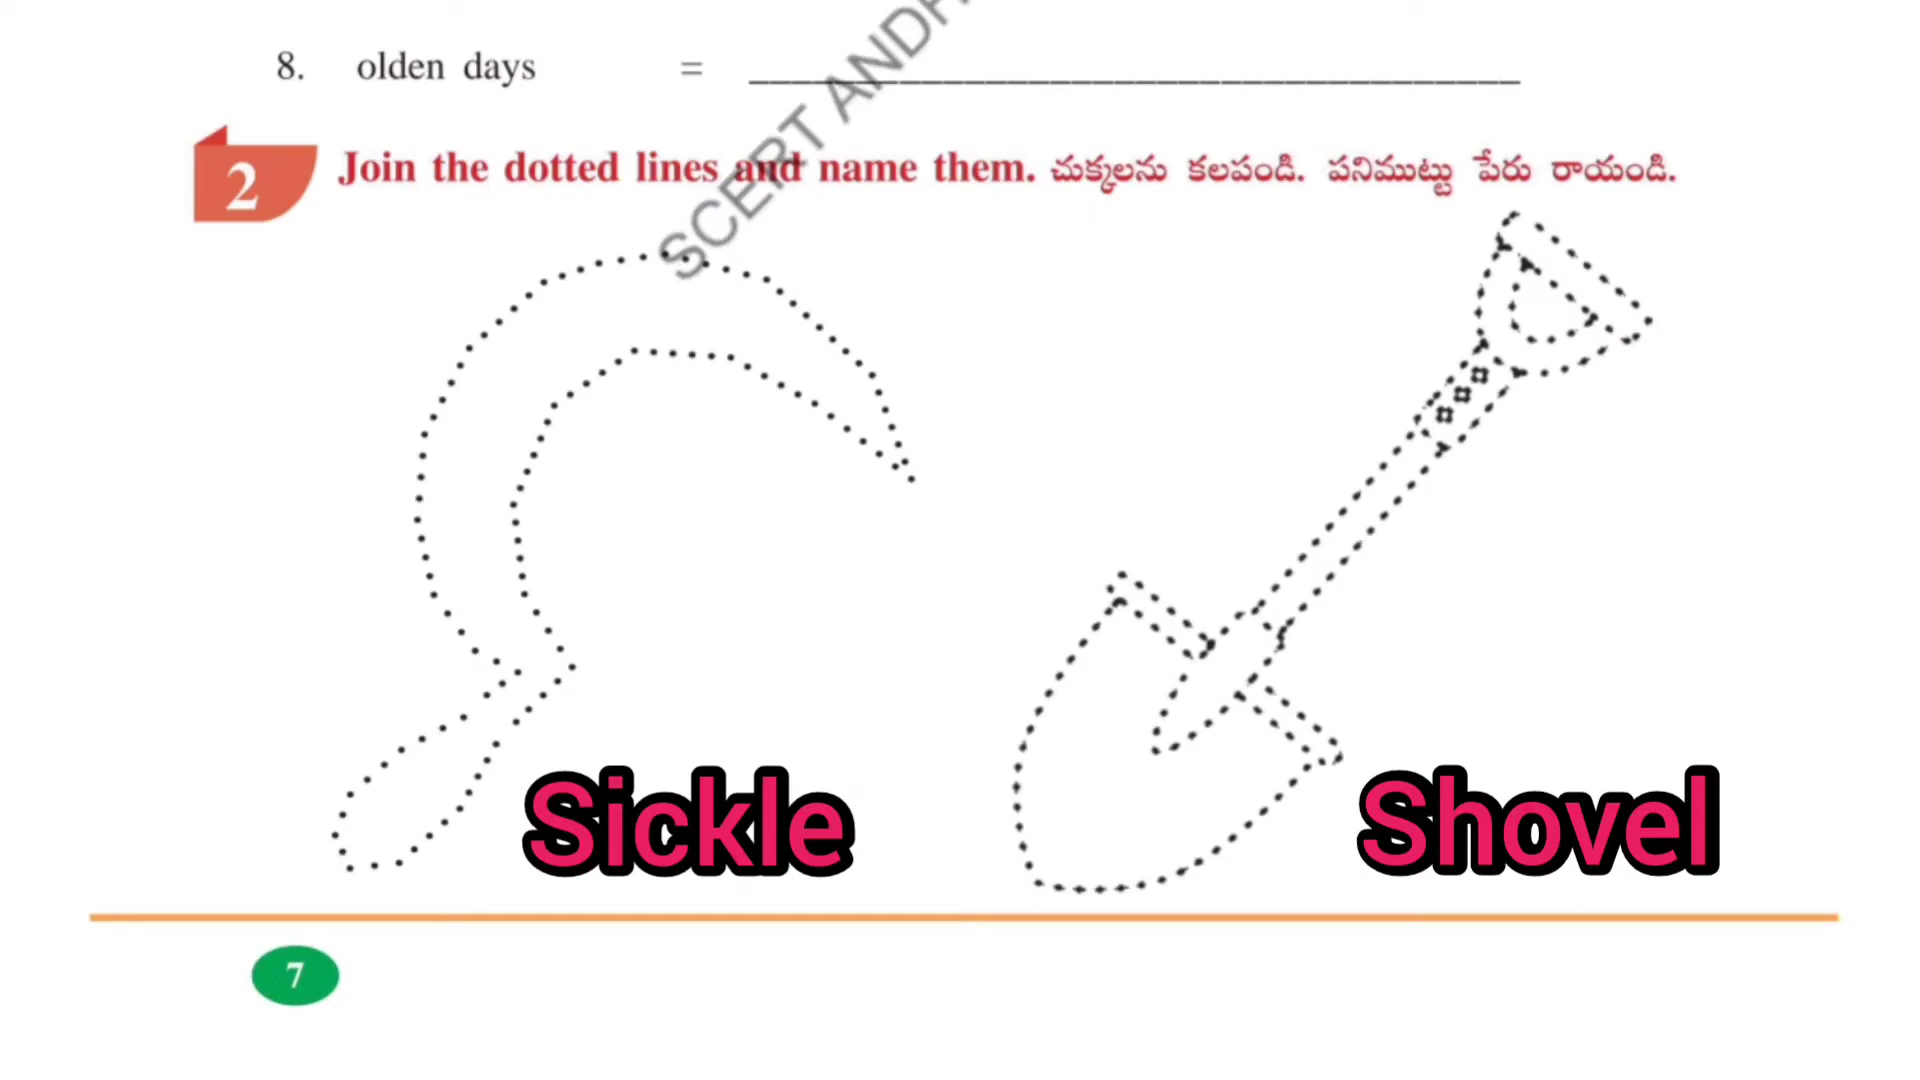 8. olden days = ____________________
2 Join the dotted lines and name them. చుక్కలను కలపండి. పనిముట్టు పేరు రాయండి.
SCERT ANDH
Sickle
Shovel
7